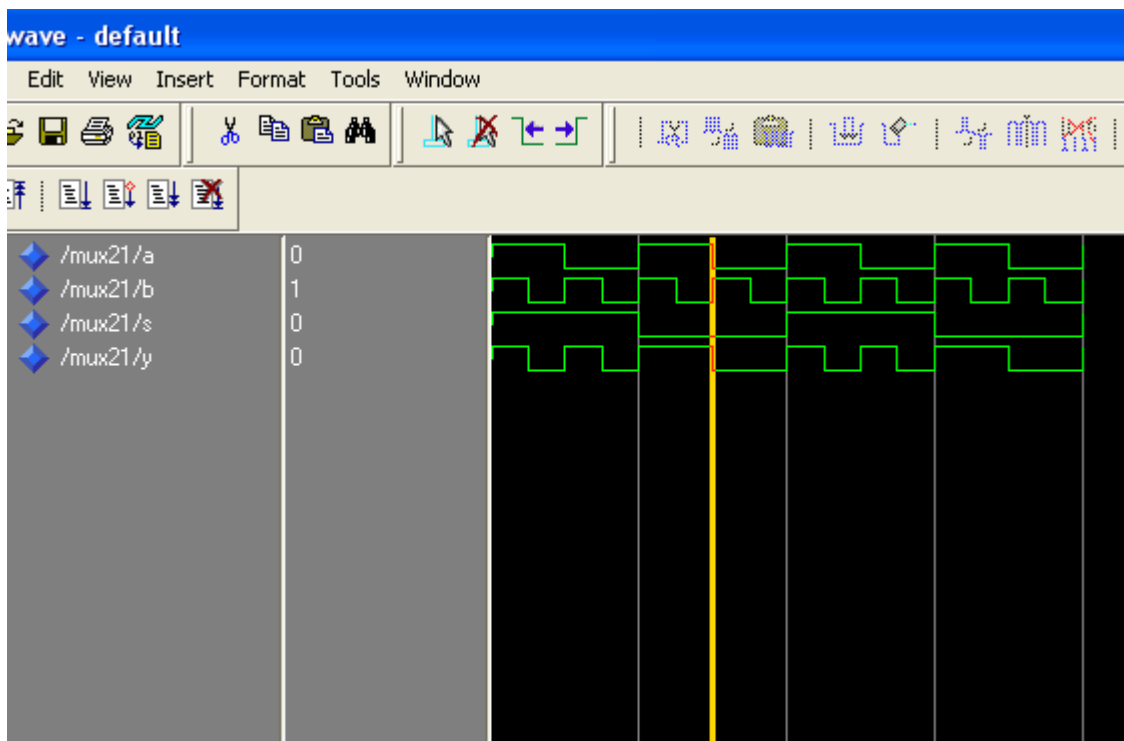 wave - default
Edit View Insert Format Tools Window
/mux21/a 0
/mux21/b 1
/mux21/s 0
/mux21/y 0